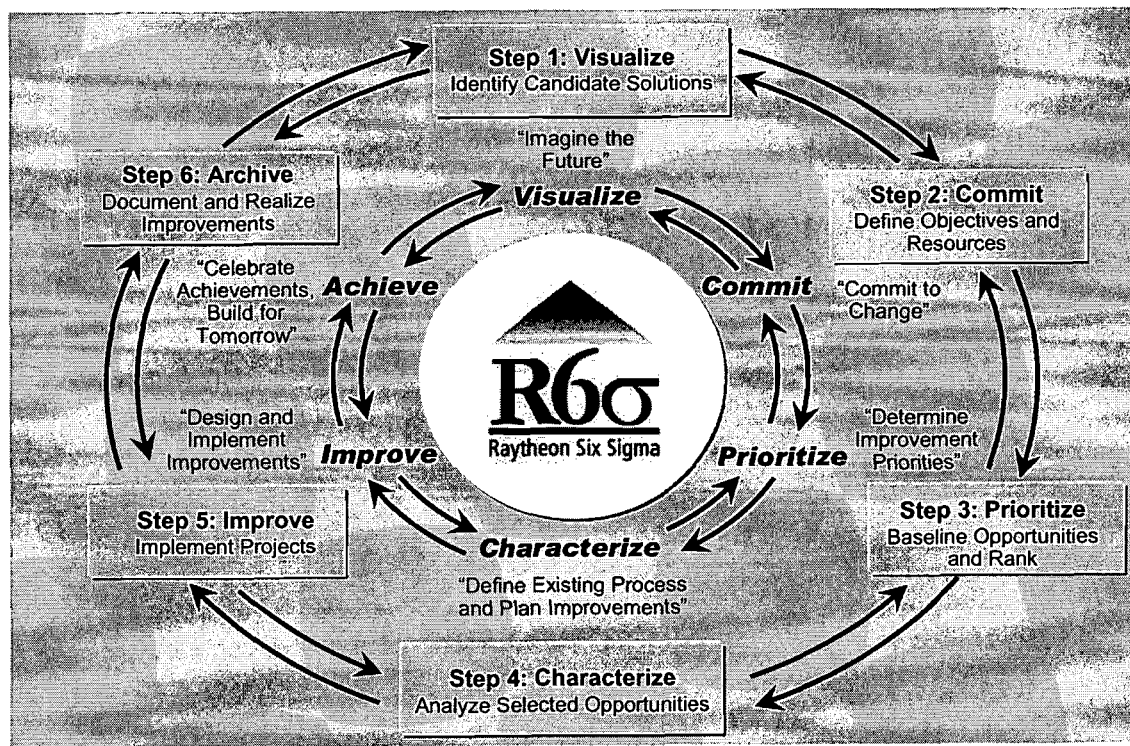 Step 1: Visualize
Identify Candidate Solutions
"Imagine the
Future"
Visualize
Step 6: Archive
Document and Realize
Improvements
Step 2: Commit
Define Objectives and
Resources
"Celebrate
Achievements,
Build for
Tomorrow"
Achieve
Commit
"Commit to
Change"
R6σ
Raytheon Six Sigma
"Design and
Implement
Improvements"
Improve
Prioritize
"Determine
Improvement
Priorities"
Step 5: Improve
Implement Projects
Step 3: Prioritize
Baseline Opportunities
and Rank
Characterize
"Define Existing Process
and Plan Improvements"
Step 4: Characterize
Analyze Selected Opportunities